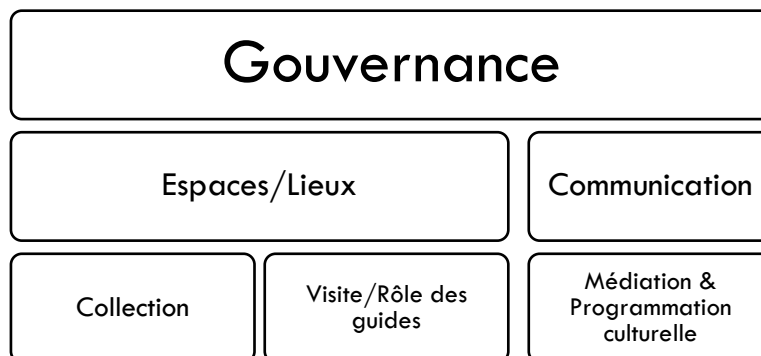 Gouvernance
Espaces/Lieux
Communication
Collection
Visite/Rôle des
guides
Médiation &
Programmation
culturelle